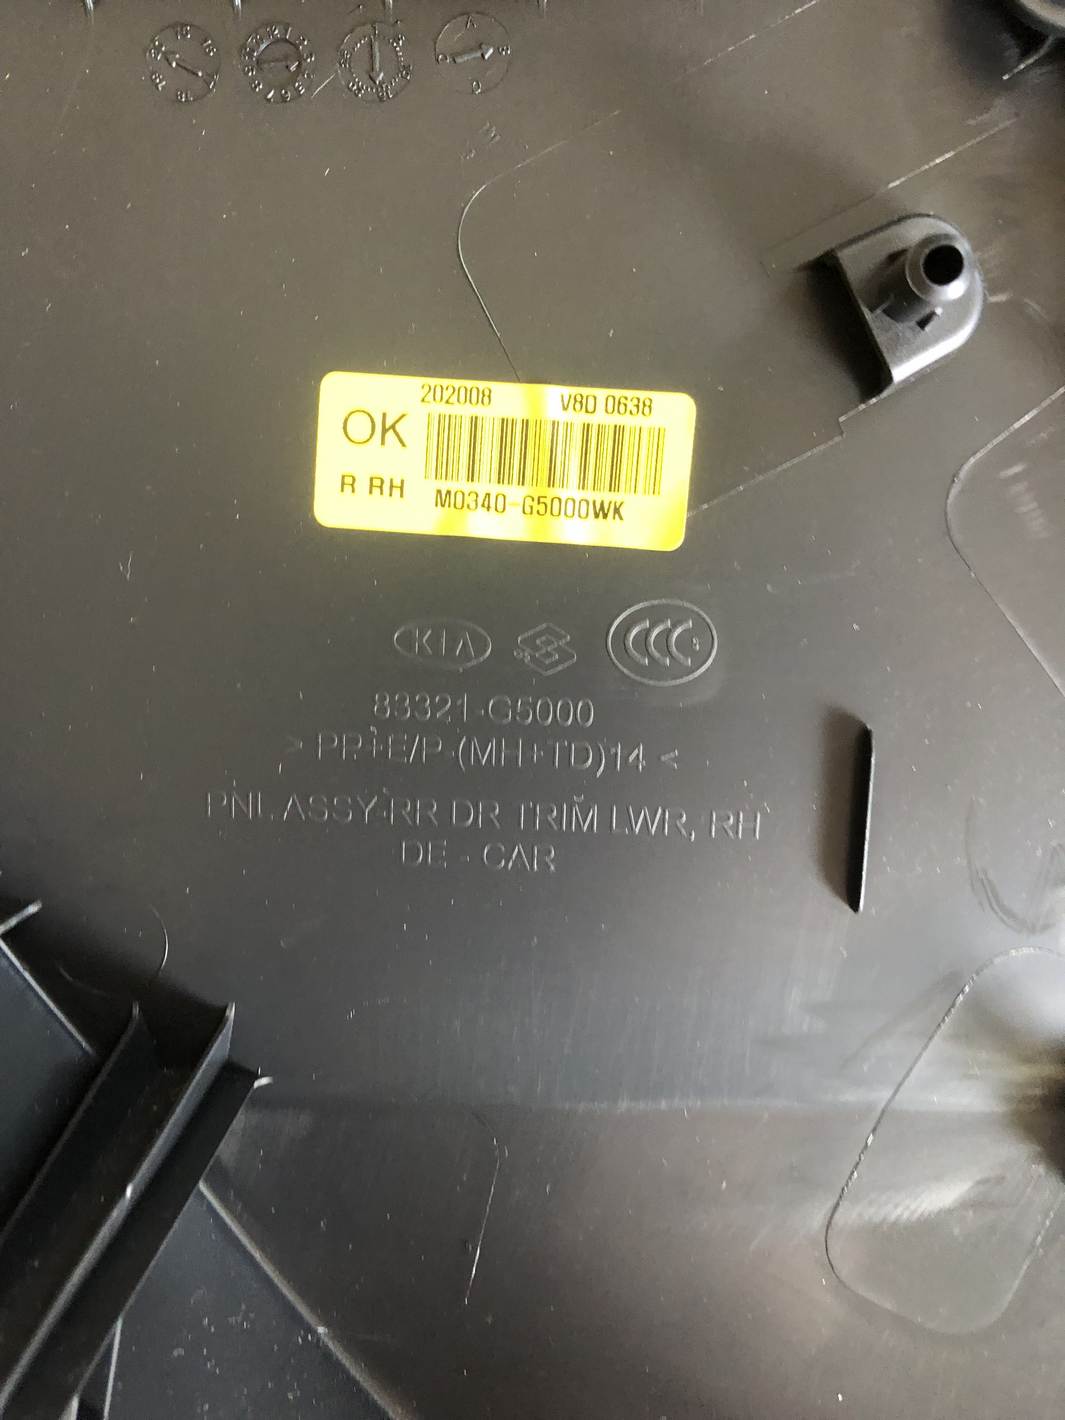 202008 V8D 0638
OK
R RH
M0340-G5000WK
KIA
CCC S
83321-G5000
> PP+E/P-(MH+TD)14 <
PNL ASSY-RR DR TRIM LWR, RH
DE - CAR